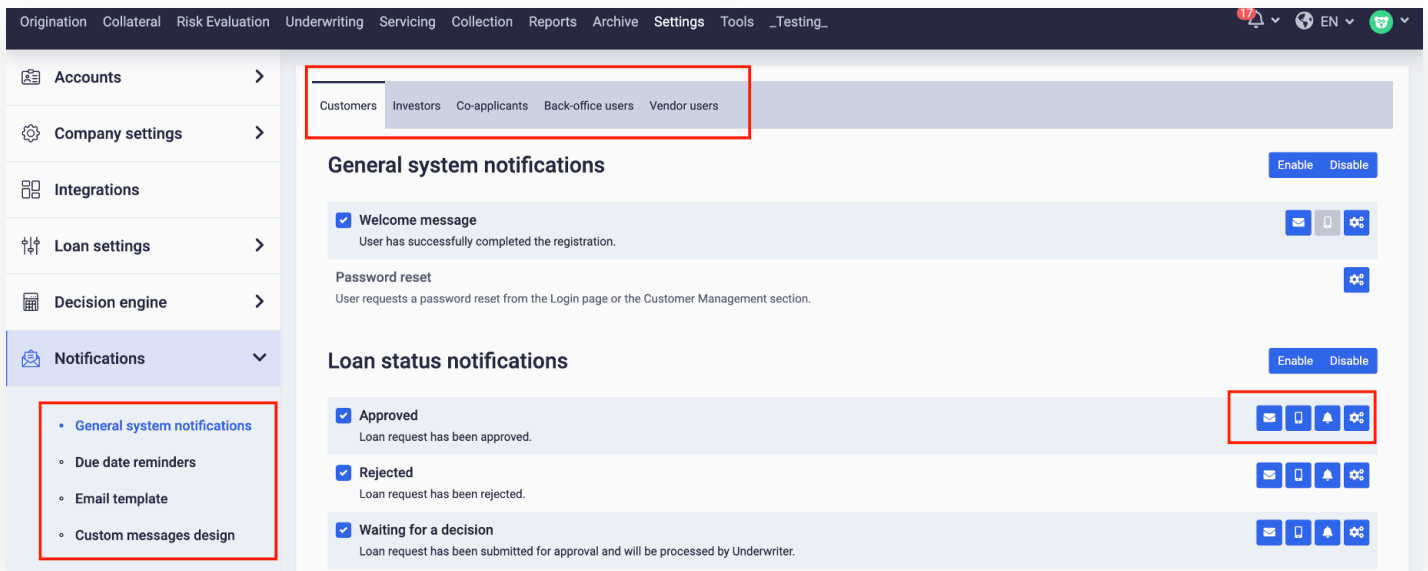 Origination Collateral Risk Evaluation Underwriting Servicing Collection Reports Archive Settings Tools _Testing_ 17 EN
Accounts
Company settings
Integrations
Loan settings
Decision engine
Notifications
General system notifications
Due date reminders
Email template
Custom messages design
Customers Investors Co-applicants Back-office users Vendor users
General system notifications Enable Disable
Welcome message
User has successfully completed the registration.
Password reset
User requests a password reset from the Login page or the Customer Management section.
Loan status notifications Enable Disable
Approved
Loan request has been approved.
Rejected
Loan request has been rejected.
Waiting for a decision
Loan request has been submitted for approval and will be processed by Underwriter.